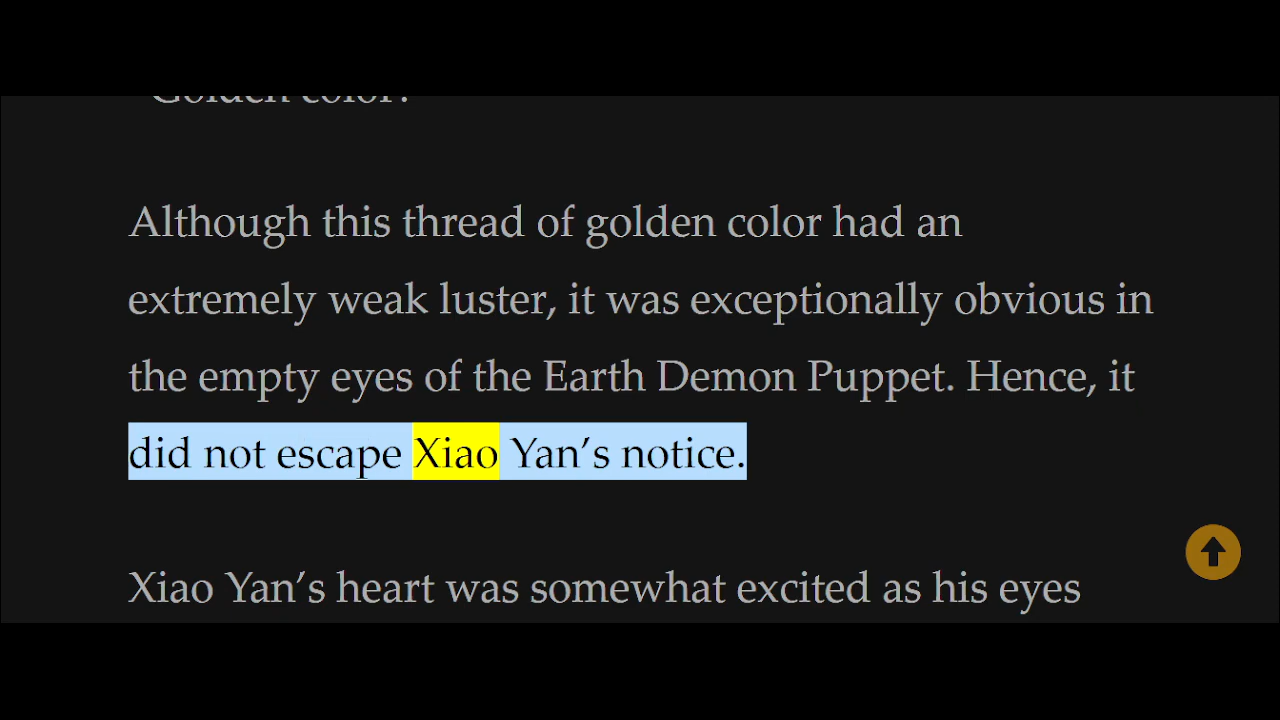 "Golden color?"
Although this thread of golden color had an
extremely weak luster, it was exceptionally obvious in
the empty eyes of the Earth Demon Puppet. Hence, it
did not escape Xiao Yan’s notice.
Xiao Yan’s heart was somewhat excited as his eyes